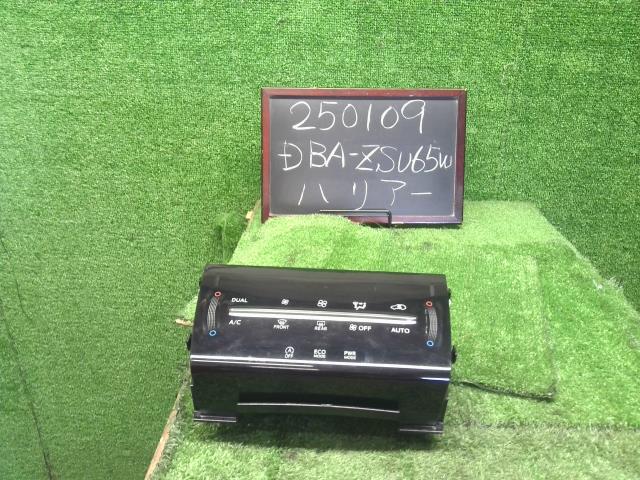 250109
DBA-ZSU65W
ハリアー
DUAL
A/C
FRONT
REAR
OFF
AUTO
OFF
ECO MODE
PWR MODE